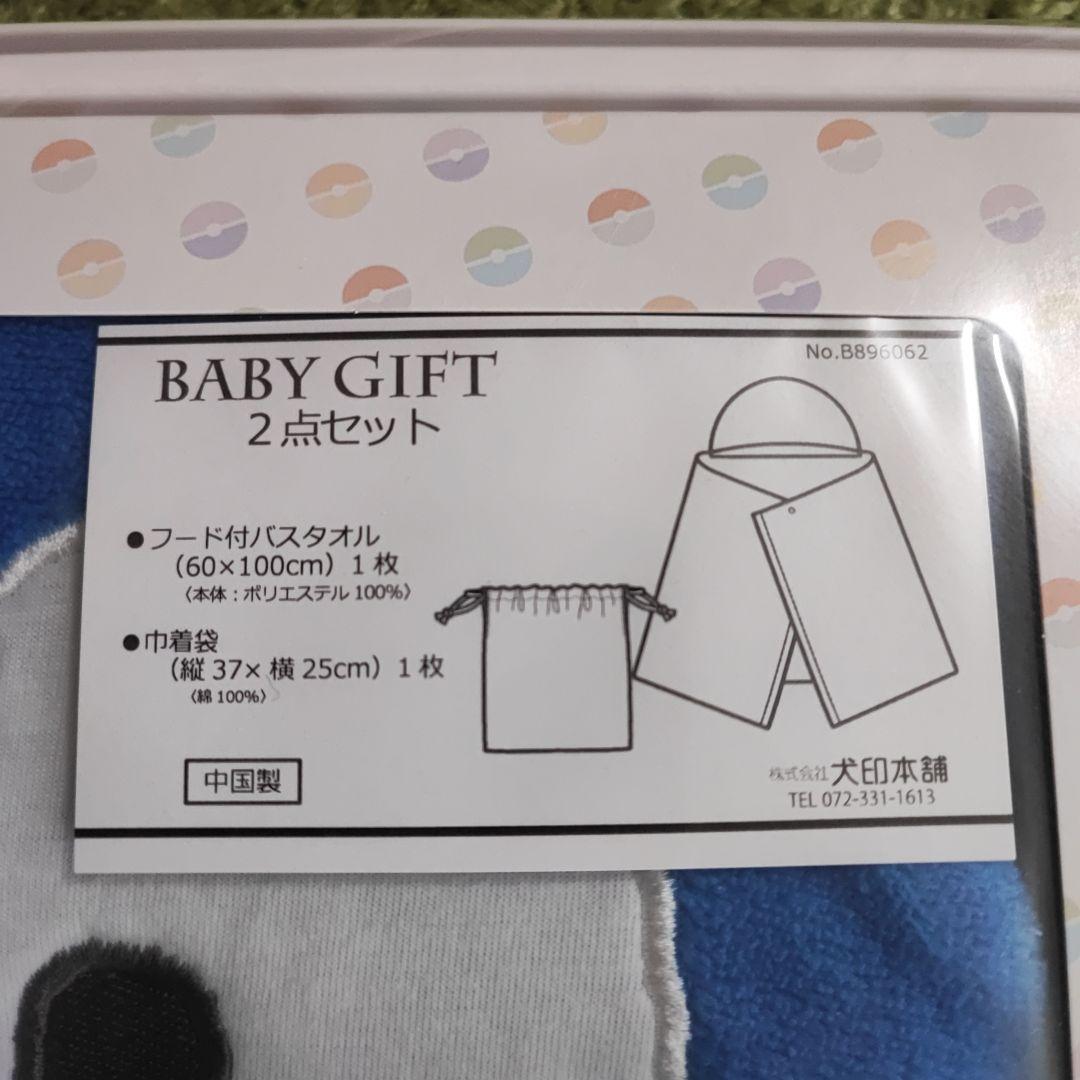 No.B896062
BABY GIFT
2点セット
●フード付バスタオル
（60×100cm）1枚
〈本体：ポリエステル100%〉
●巾着袋
（縦37×横25cm）1枚
〈綿100%〉
中国製
株式会社犬印本舗
TEL 072-331-1613